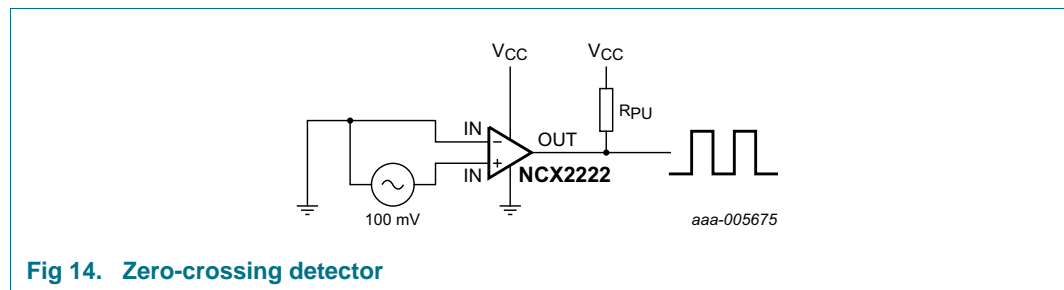 VCC
VCC
RPU
IN
OUT
−
+
IN
NCX2222
100 mV
aaa-005675
Fig 14. Zero-crossing detector